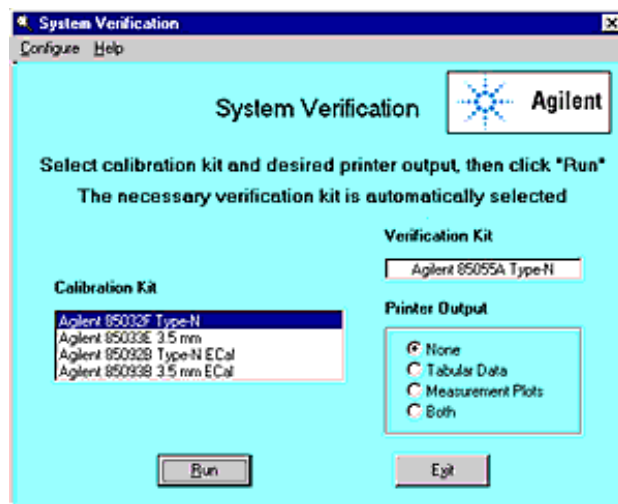 System Verification
Configure Help
System Verification
Agilent
Select calibration kit and desired printer output, then click "Run"
The necessary verification kit is automatically selected
Verification Kit
Agilent 85055A Type-N
Calibration Kit
Agilent 85032F Type-N
Agilent 85033E 3.5 mm
Agilent 85092B Type-N ECal
Agilent 85093B 3.5 mm ECal
Printer Output
None
Tabular Data
Measurement Plots
Both
Run
Exit